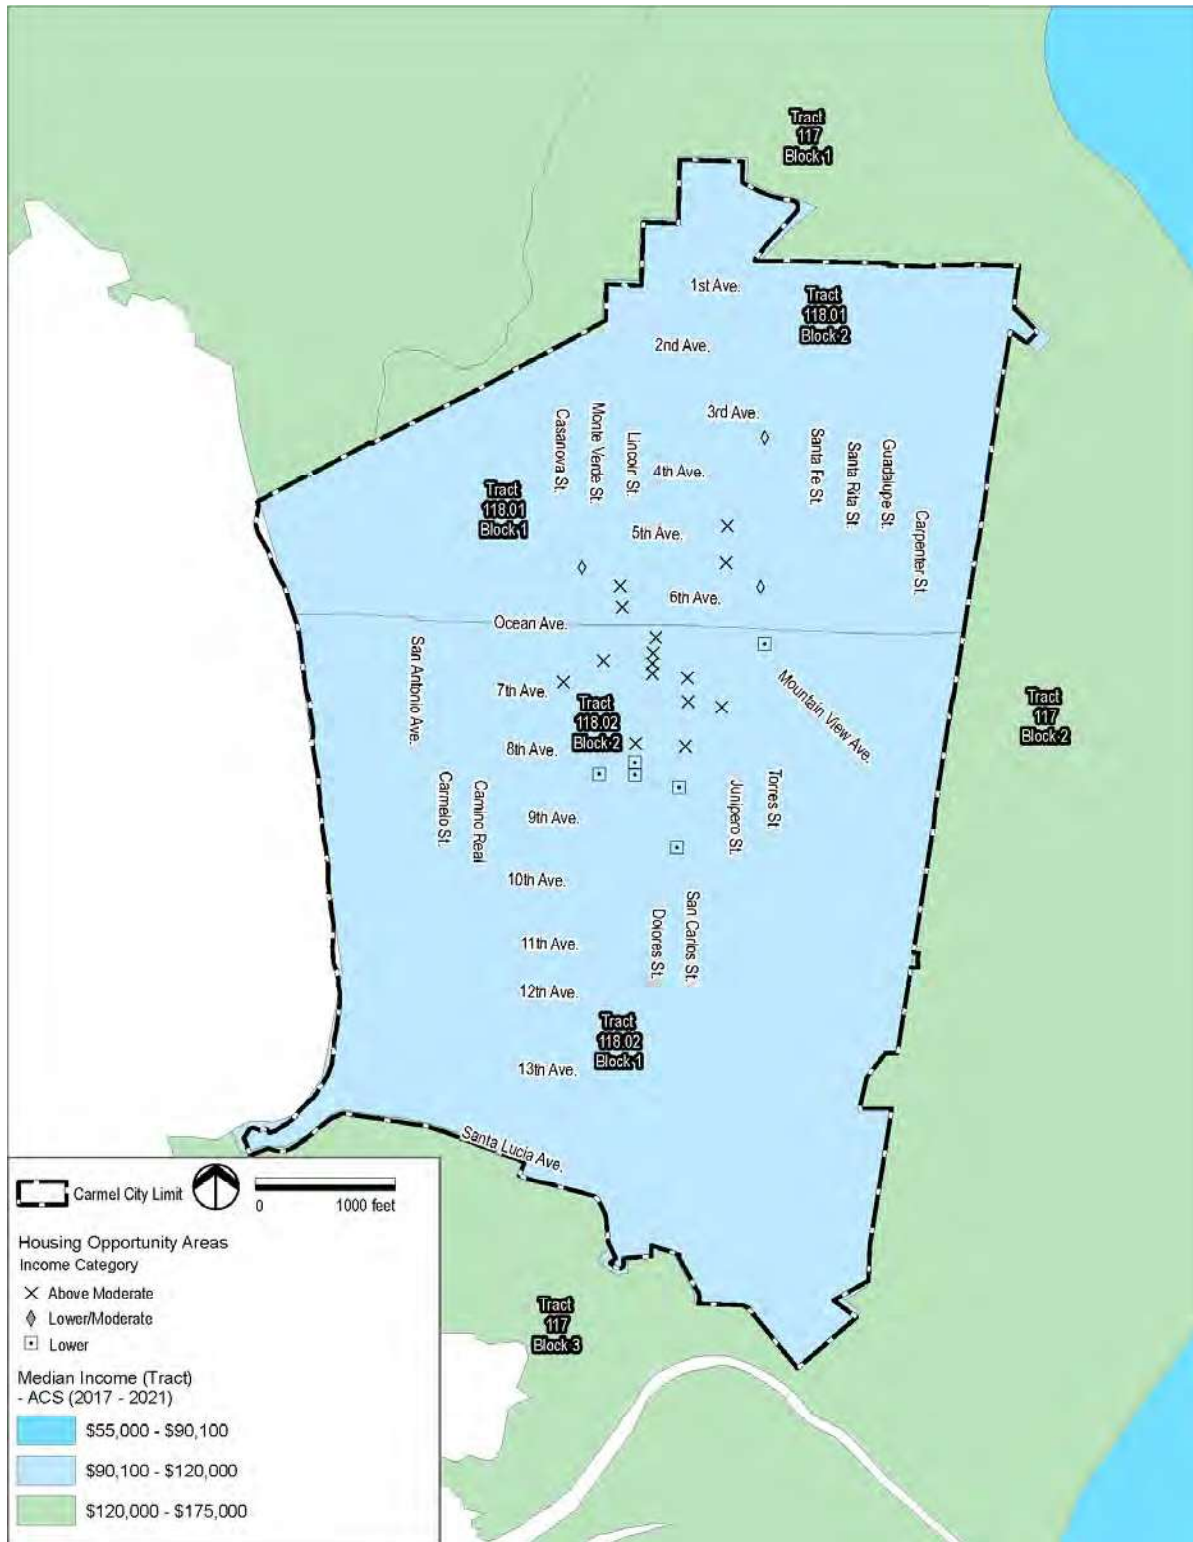 Tract
117
Block 1
1st Ave.
Tract
118.01
Block 2
2nd Ave.
3rd Ave.
Casanova St.
Monte Verde St.
Lincoln St.
4th Ave.
Santa Fe St.
Santa Rita St.
Guadalupe St.
Carpenter St.
Tract
118.01
Block 1
5th Ave.
6th Ave.
Ocean Ave.
San Antonio Ave.
7th Ave.
Mountain View Ave.
Tract
118.02
Block 2
Tract
117
Block 2
8th Ave.
Carmelo St.
Camino Real
9th Ave.
Junipero St.
Torres St.
10th Ave.
Dolores St.
San Carlos St.
11th Ave.
12th Ave.
Tract
118.02
Block 1
13th Ave.
Santa Lucia Ave.
Carmel City Limit
0 1000 feet
Housing Opportunity Areas
Income Category
Above Moderate
Lower/Moderate
Lower
Tract
117
Block 3
Median Income (Tract)
- ACS (2017 - 2021)
$55,000 - $90,100
$90,100 - $120,000
$120,000 - $175,000